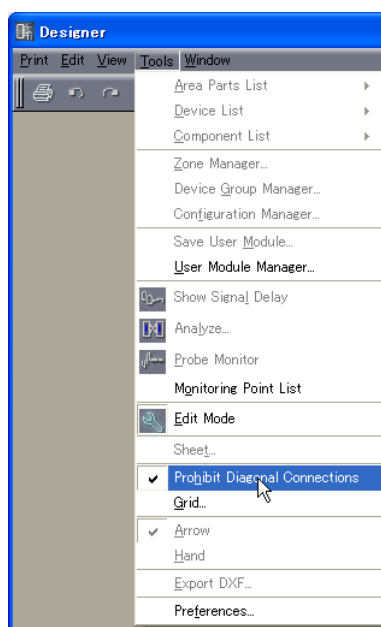 Designer
Print Edit View Tools Window
Area Parts List
Device List
Component List
Zone Manager...
Device Group Manager...
Configuration Manager...
Save User Module...
User Module Manager...
Show Signal Delay
Analyze...
Probe Monitor
Monitoring Point List
Edit Mode
Sheet...
Prohibit Diagonal Connections
Grid...
Arrow
Hand
Export DXF...
Preferences...